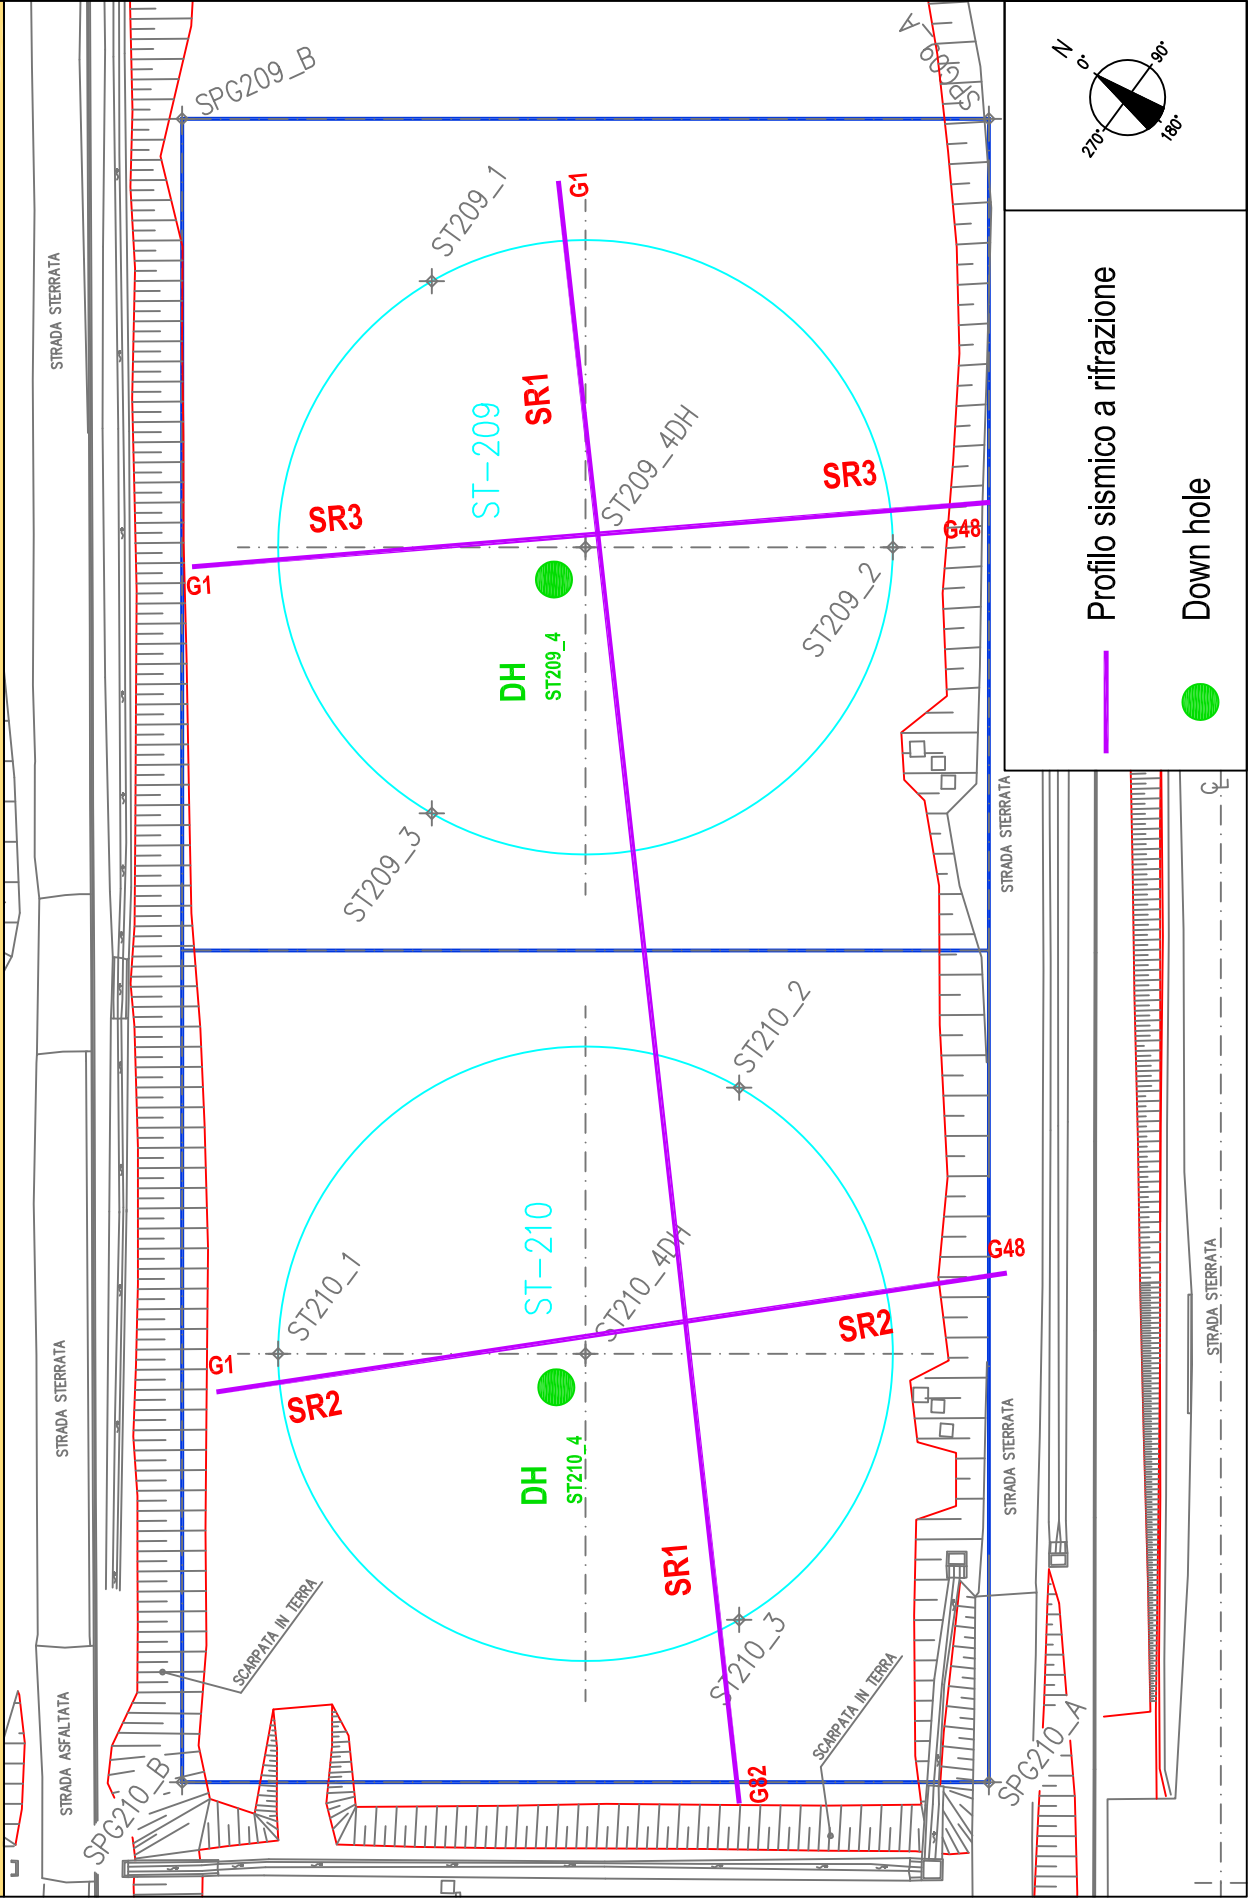 SPG209_B
SPG209_A
N
0°
90°
180°
270°
STRADA STERRATA
ST209_1
G1
SR1
ST-209
ST209_4DH
SR3
SR3
G1
G48
ST209_2
DH
ST209_4
ST209_3
Profilo sismico a rifrazione
Down hole
STRADA STERRATA
CL
ST210_2
ST-210
ST210_1
ST210_4DH
G48
G1
SR2
SR2
DH
ST210_4
STRADA STERRATA
STRADA STERRATA
STRADA STERRATA
SR1
SCARPATA IN TERRA
ST210_3
SCARPATA IN TERRA
G82
STRADA ASFALTATA
SPG210_B
SPG210_A